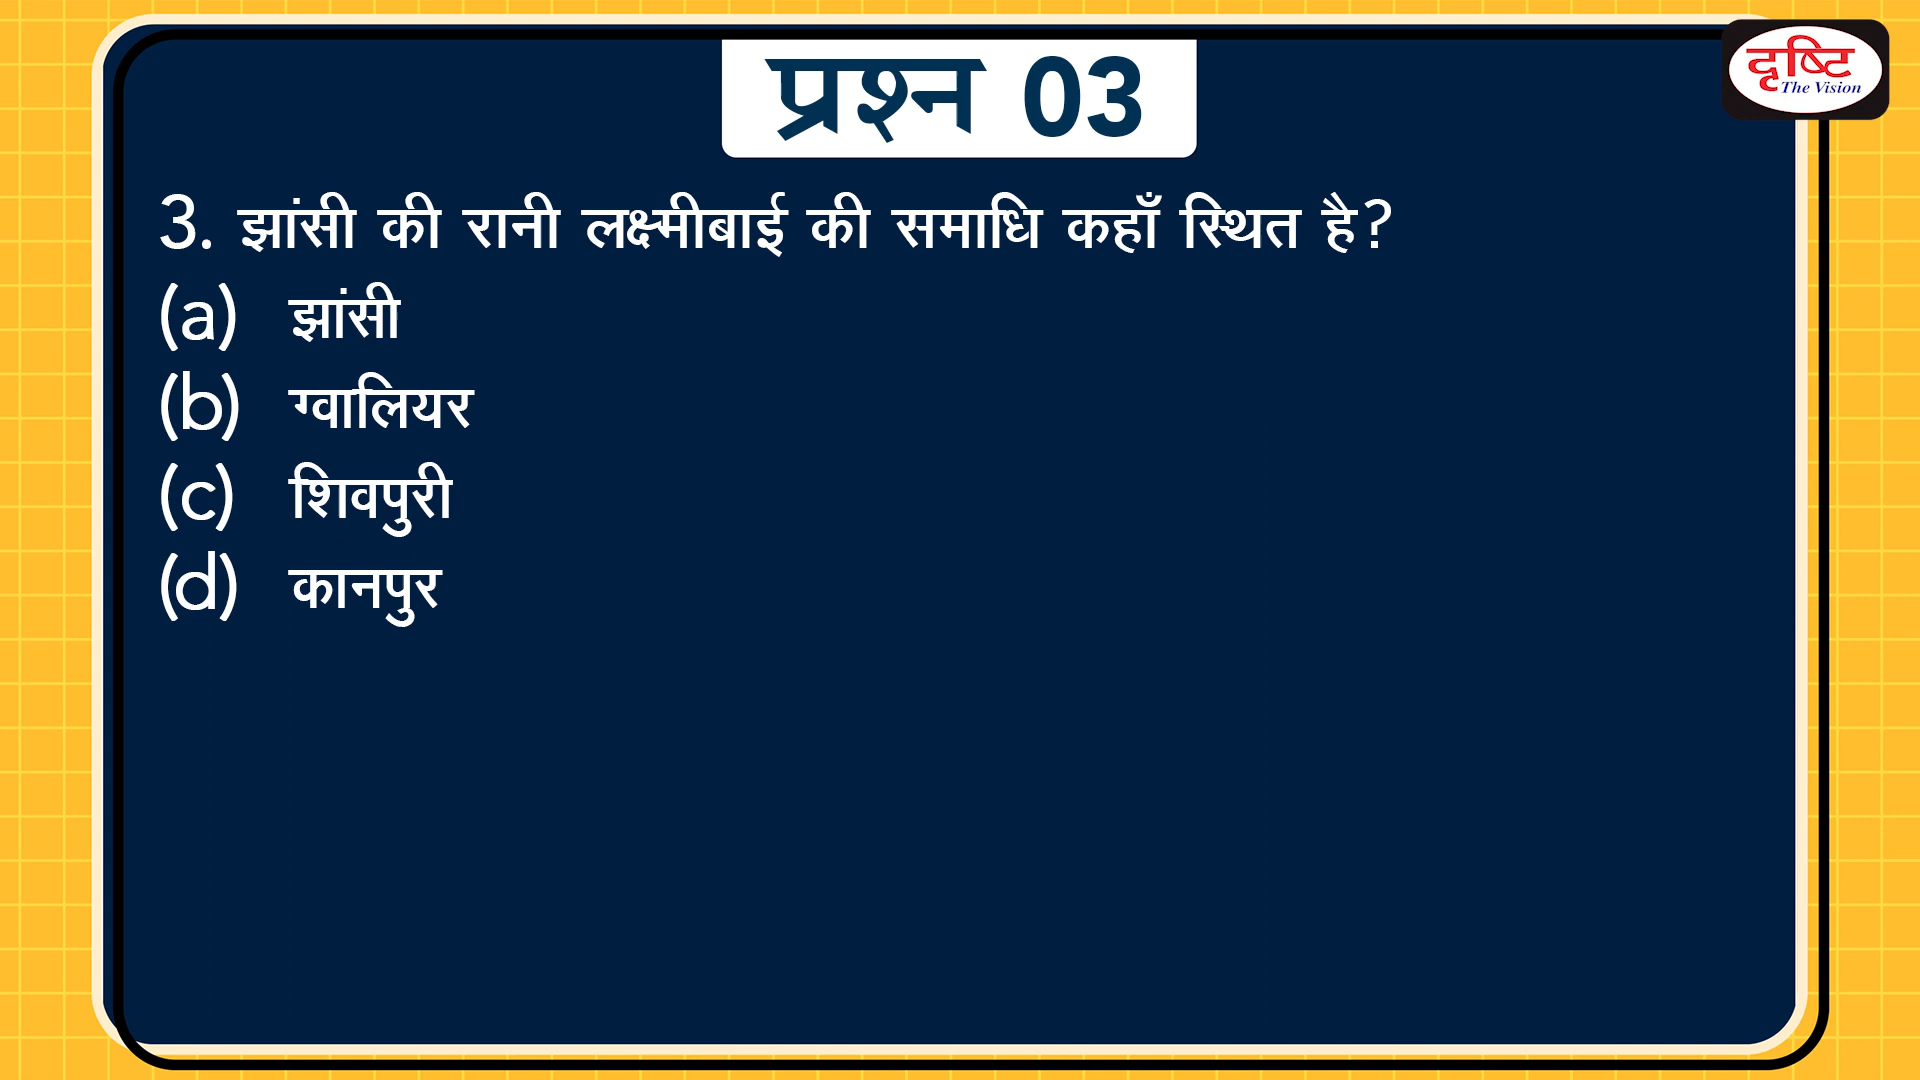 प्रश्न 03
दृष्टि
The Vision
3. झांसी की रानी लक्ष्मीबाई की समाधि कहाँ स्थित है?
(a) झांसी
(b) ग्वालियर
(c) शिवपुरी
(d) कानपुर